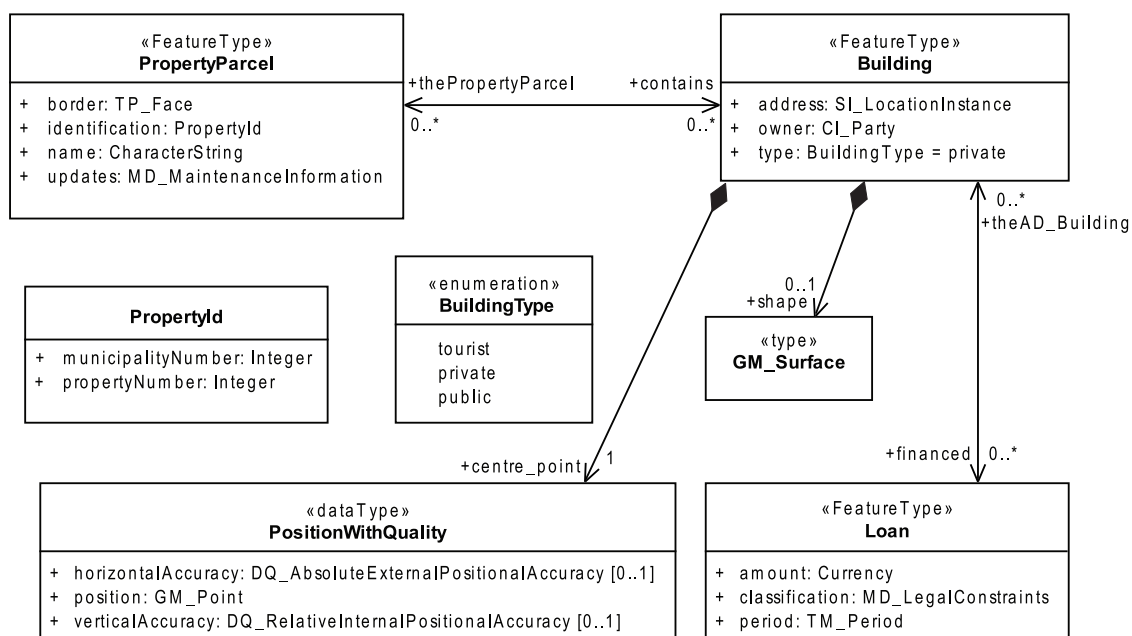 «FeatureType»
PropertyParcel
+ border: TP_Face
+ identification: PropertyId
+ name: CharacterString
+ updates: MD_MaintenanceInformation
+thePropertyParcel
0..*
+contains
0..*
«FeatureType»
Building
+ address: SI_LocationInstance
+ owner: CI_Party
+ type: BuildingType = private
0..*
+theAD_Building
PropertyId
+ municipalityNumber: Integer
+ propertyNumber: Integer
«enumeration»
BuildingType
tourist
private
public
0..1
+shape
«type»
GM_Surface
+centre_point
1
+financed
0..*
«dataType»
PositionWithQuality
+ horizontalAccuracy: DQ_AbsoluteExternalPositionalAccuracy [0..1]
+ position: GM_Point
+ verticalAccuracy: DQ_RelativeInternalPositionalAccuracy [0..1]
«FeatureType»
Loan
+ amount: Currency
+ classification: MD_LegalConstraints
+ period: TM_Period